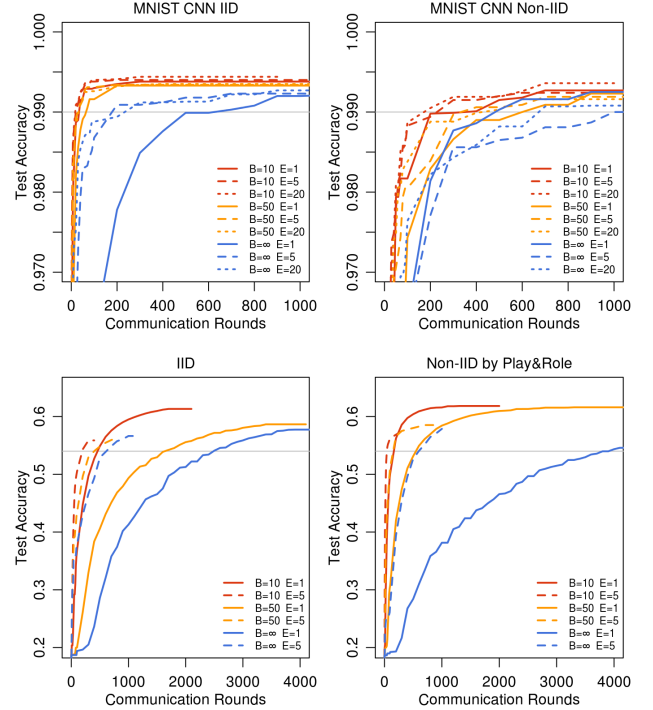 MNIST CNN IID
Test Accuracy
1.000
0.990
0.980
0.970
B=10 E=1
B=10 E=5
B=10 E=20
B=50 E=1
B=50 E=5
B=50 E=20
B=∞ E=1
B=∞ E=5
B=∞ E=20
0 200 400 600 800 1000
Communication Rounds
MNIST CNN Non-IID
Test Accuracy
1.000
0.990
0.980
0.970
B=10 E=1
B=10 E=5
B=10 E=20
B=50 E=1
B=50 E=5
B=50 E=20
B=∞ E=1
B=∞ E=5
B=∞ E=20
0 200 400 600 800 1000
Communication Rounds
IID
Test Accuracy
0.6
0.5
0.4
0.3
0.2
B=10 E=1
B=10 E=5
B=50 E=1
B=50 E=5
B=∞ E=1
B=∞ E=5
0 1000 2000 3000 4000
Communication Rounds
Non-IID by Play&Role
Test Accuracy
0.6
0.5
0.4
0.3
0.2
B=10 E=1
B=10 E=5
B=50 E=1
B=50 E=5
B=∞ E=1
B=∞ E=5
0 1000 2000 3000 4000
Communication Rounds